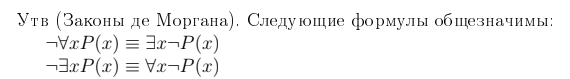 Утв (Законы де Моргана). Следующие формулы общезначимы:
¬∀xP(x) ≡ ∃x¬P(x)
¬∃xP(x) ≡ ∀x¬P(x)